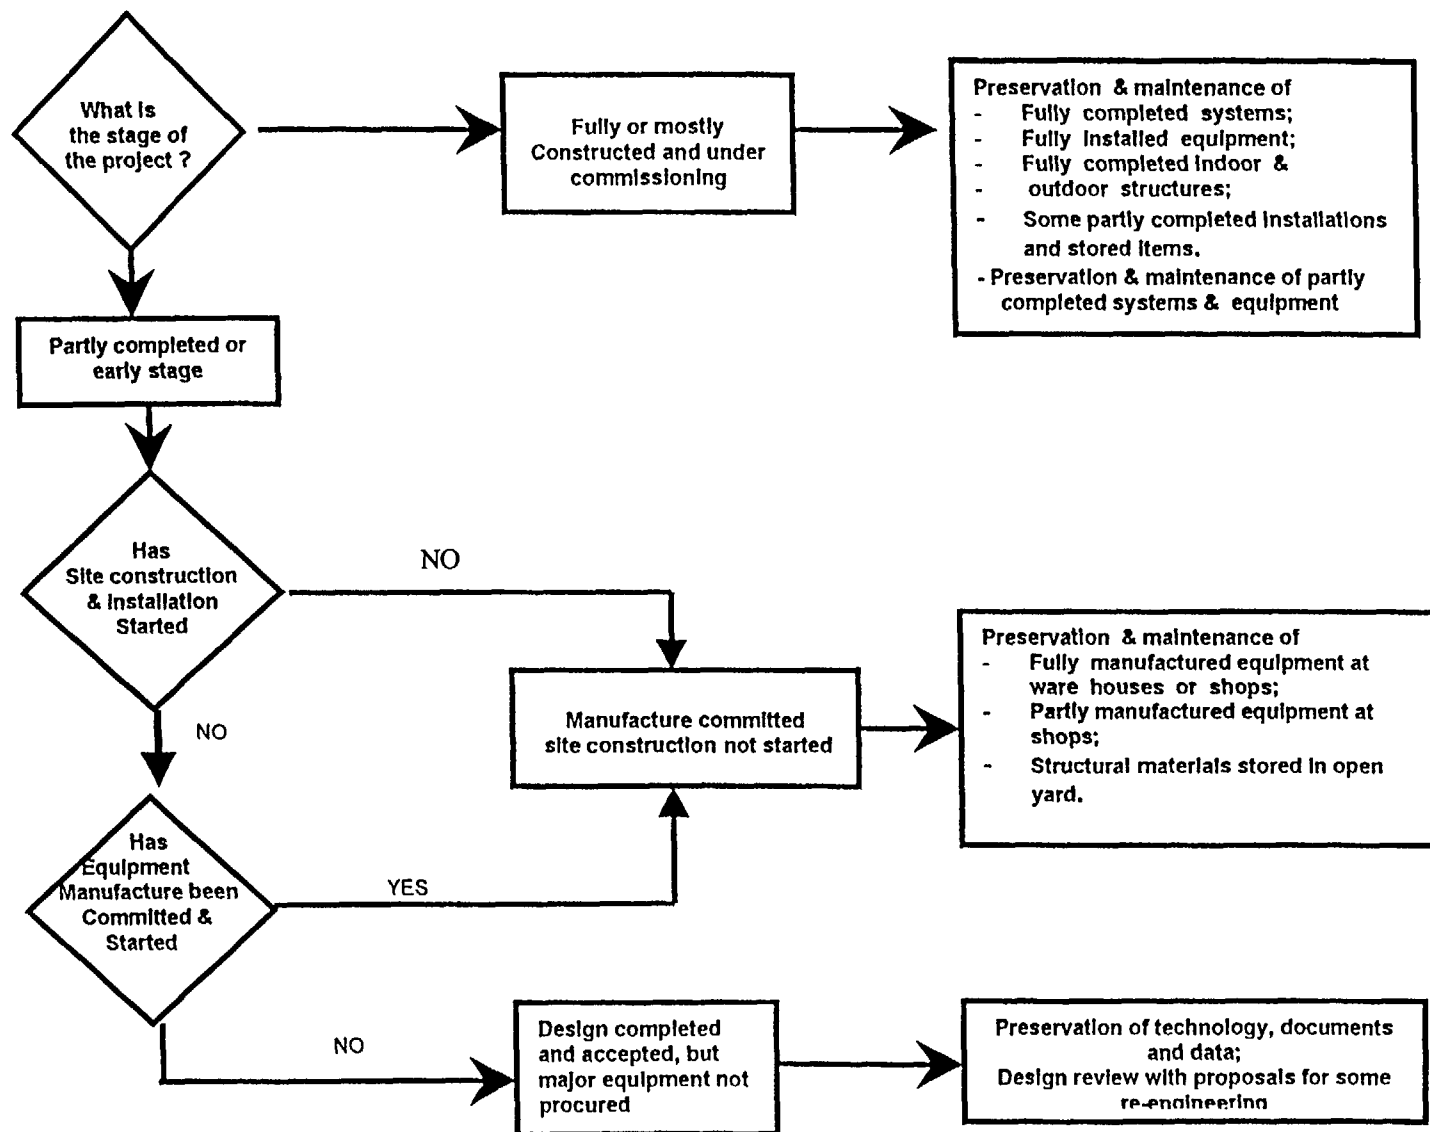 What is
the stage of
the project ?
Fully or mostly
Constructed and under
commissioning
Preservation & maintenance of
- Fully completed systems;
- Fully installed equipment;
- Fully completed indoor &
- outdoor structures;
- Some partly completed installations
and stored items.
- Preservation & maintenance of partly
completed systems & equipment
Partly completed or
early stage
Has
Site construction
& installation
Started
NO
NO
Manufacture committed
site construction not started
Preservation & maintenance of
- Fully manufactured equipment at
ware houses or shops;
- Partly manufactured equipment at
shops;
- Structural materials stored in open
yard.
Has
Equipment
Manufacture been
Committed &
Started
YES
NO
Design completed
and accepted, but
major equipment not
procured
Preservation of technology, documents
and data;
Design review with proposals for some
re-engineering